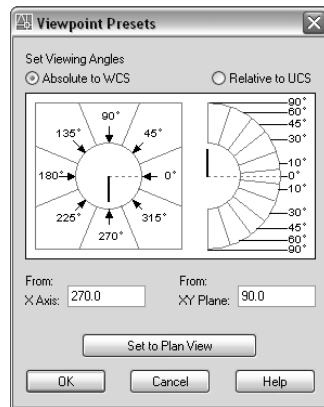 Viewpoint Presets
Set Viewing Angles
Absolute to WCS
Relative to UCS
90°
135°
45°
180°
0°
225°
315°
270°
90°
60°
45°
30°
10°
0°
10°
30°
45°
60°
90°
From:
X Axis: 270.0
From:
XY Plane: 90.0
Set to Plan View
OK
Cancel
Help